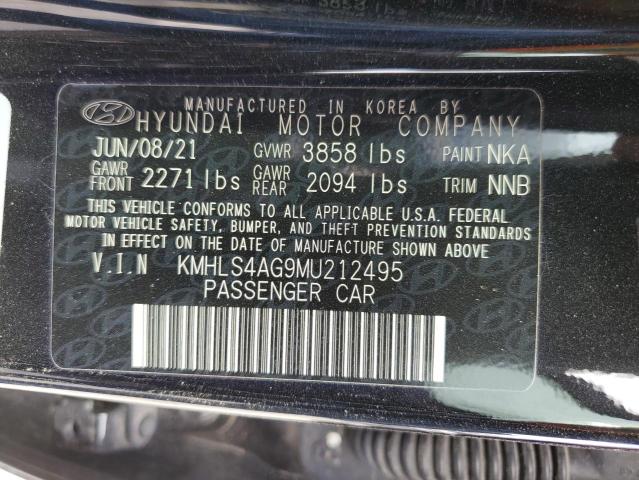 MANUFACTURED IN KOREA BY
HYUNDAI MOTOR COMPANY
JUN/08/21 GVWR 3858 lbs PAINT NKA
GAWR FRONT 2271 lbs GAWR REAR 2094 lbs TRIM NNB
THIS VEHICLE CONFORMS TO ALL APPLICABLE U.S.A. FEDERAL
MOTOR VEHICLE SAFETY, BUMPER, AND THEFT PREVENTION STANDARDS
IN EFFECT ON THE DATE OF MANUFACTURE SHOWN ABOVE.
V.I.N KMHLS4AG9MU212495
PASSENGER CAR